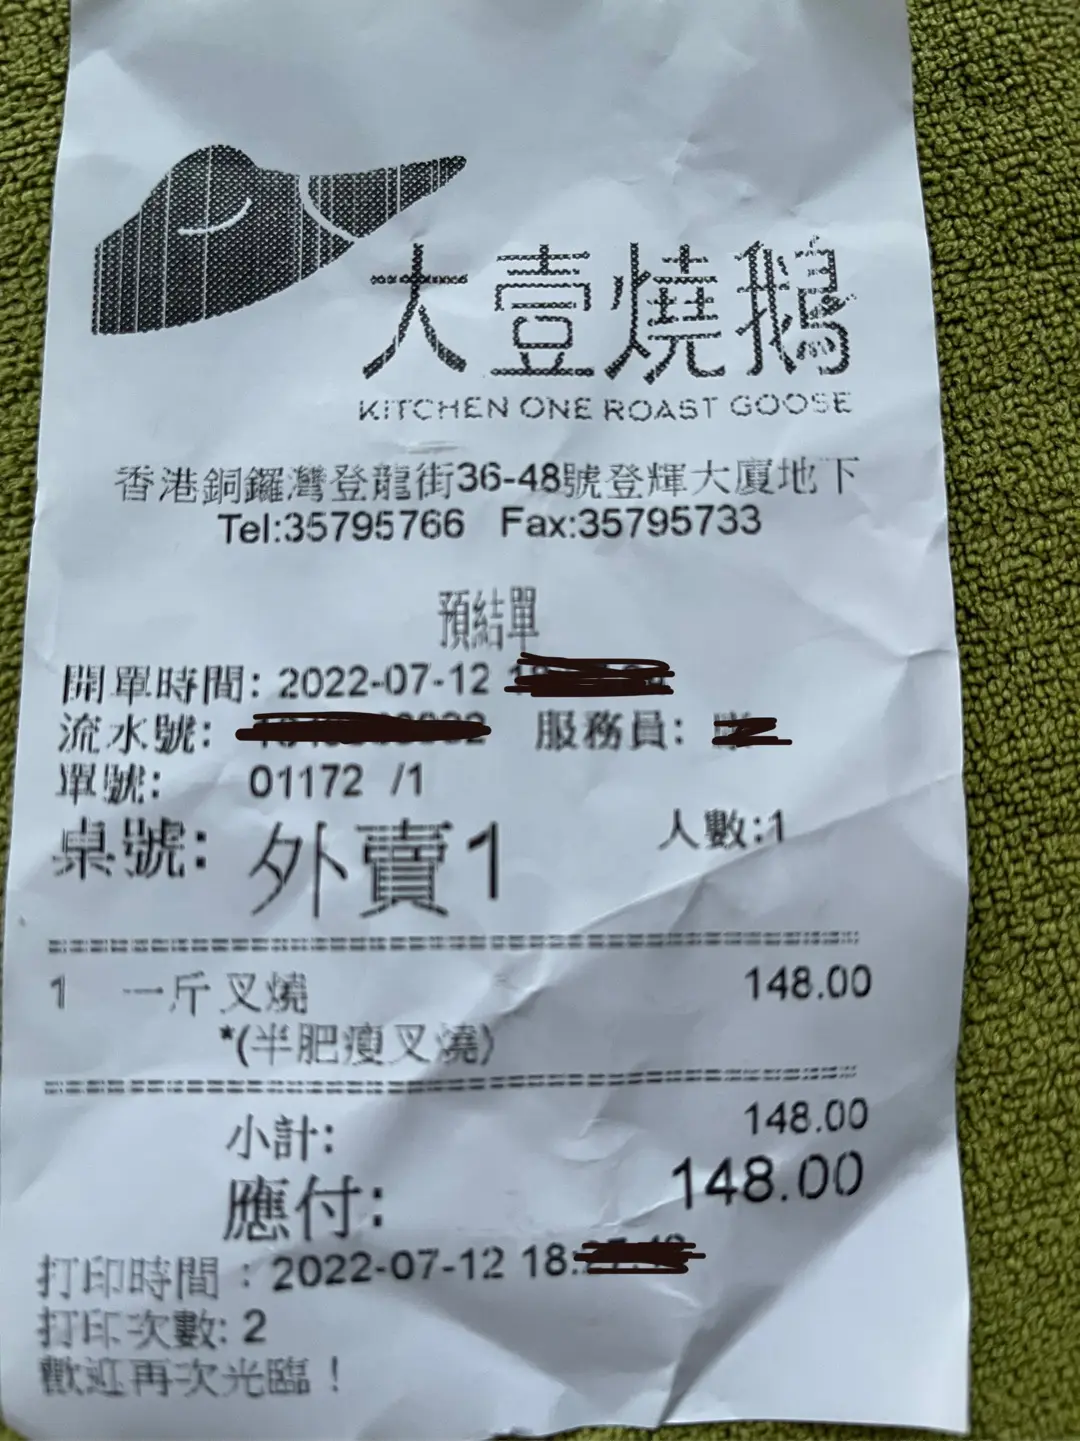 大壹燒鵝
KITCHEN ONE ROAST GOOSE
香港銅鑼灣登龍街36-48號登輝大廈地下
Tel:35795766 Fax:35795733
預結單
開單時間: 2022-07-12
流水號: 服務員:
單號: 01172 /1
桌號: 外賣1 人數:1
1 一斤叉燒 148.00
*(半肥瘦叉燒)
小計: 148.00
應付: 148.00
打印時間: 2022-07-12 18:
打印次數: 2
歡迎再次光臨！